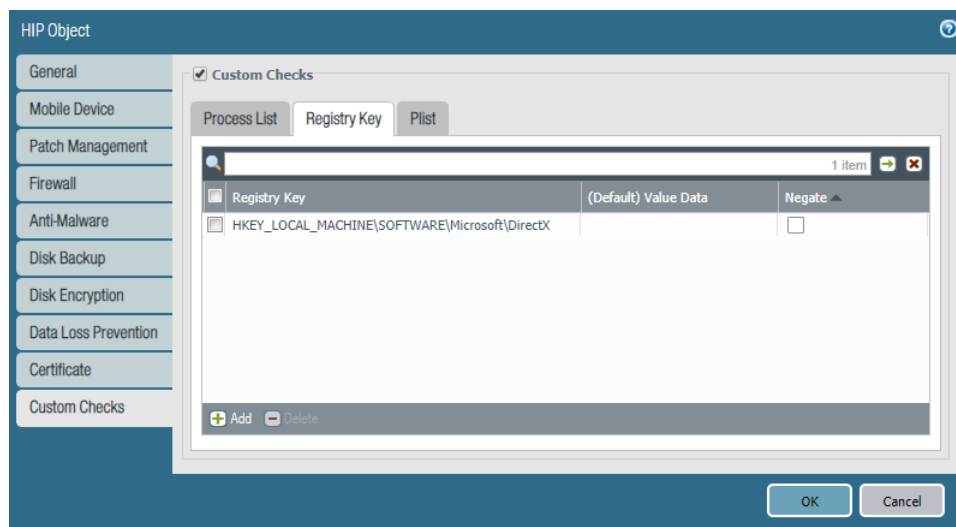 HIP Object
General
Mobile Device
Patch Management
Firewall
Anti-Malware
Disk Backup
Disk Encryption
Data Loss Prevention
Certificate
Custom Checks
Custom Checks
Process List Registry Key Plist
1 item
Registry Key (Default) Value Data Negate
HKEY_LOCAL_MACHINE\SOFTWARE\Microsoft\DirectX
Add Delete
OK Cancel